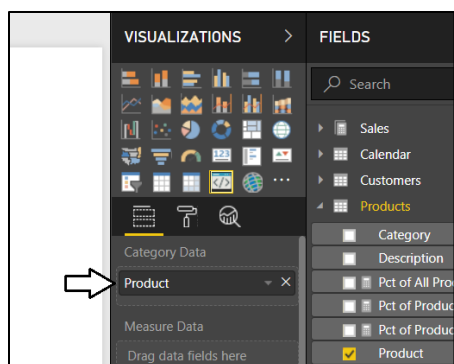 VISUALIZATIONS
FIELDS
Search
123
Sales
Calendar
Customers
Products
Category Data
Category
Product
Description
Pct of All Pro
Pct of Produc
Measure Data
Pct of Produc
Drag data fields here
Product